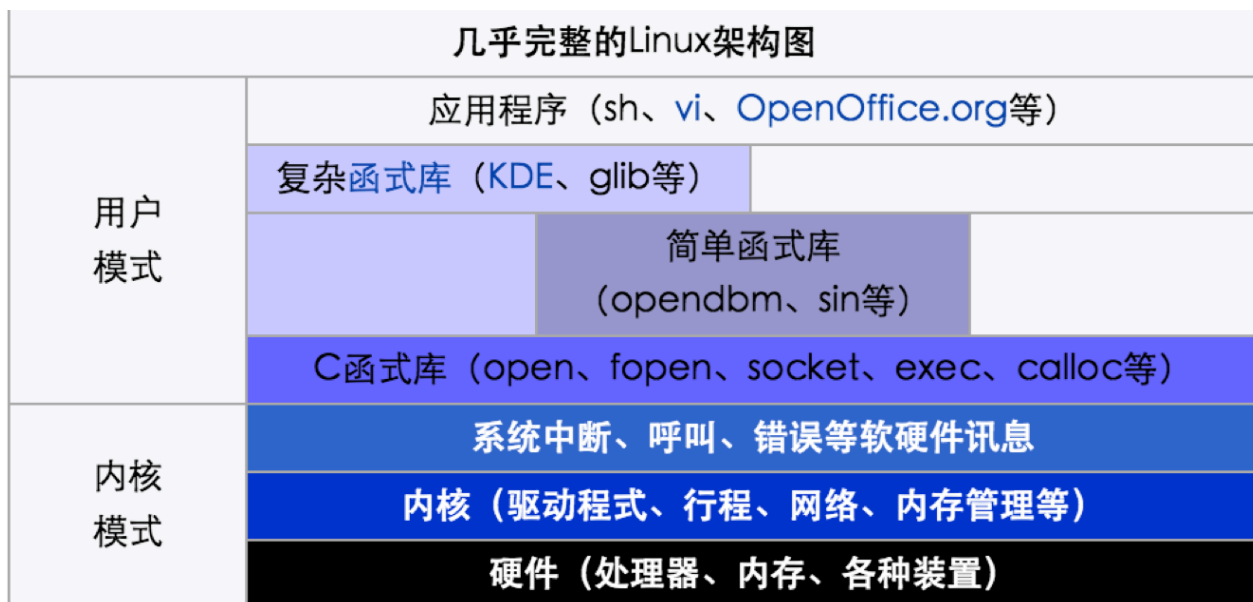 几乎完整的Linux架构图
用户
模式
应用程序（sh、vi、OpenOffice.org等）
复杂函式库（KDE、glib等）
简单函式库
（opendbm、sin等）
C函式库（open、fopen、socket、exec、calloc等）
内核
模式
系统中断、呼叫、错误等软硬件讯息
内核（驱动程式、行程、网络、内存管理等）
硬件（处理器、内存、各种装置）